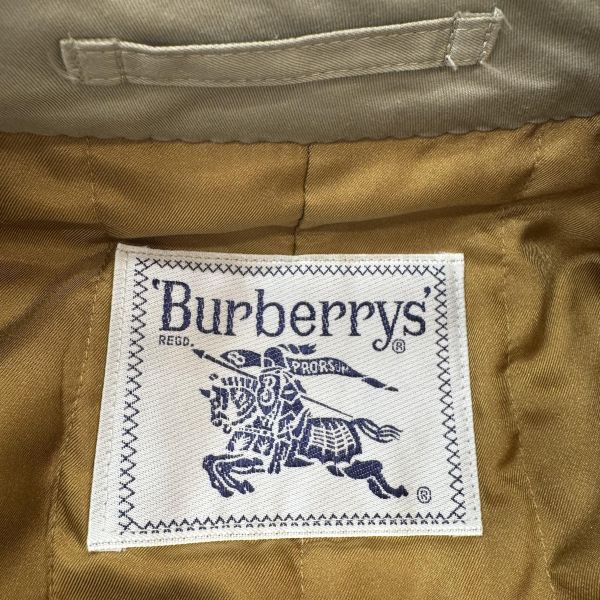 'Burberrys'
REGD. ®
B PRORSUM
®